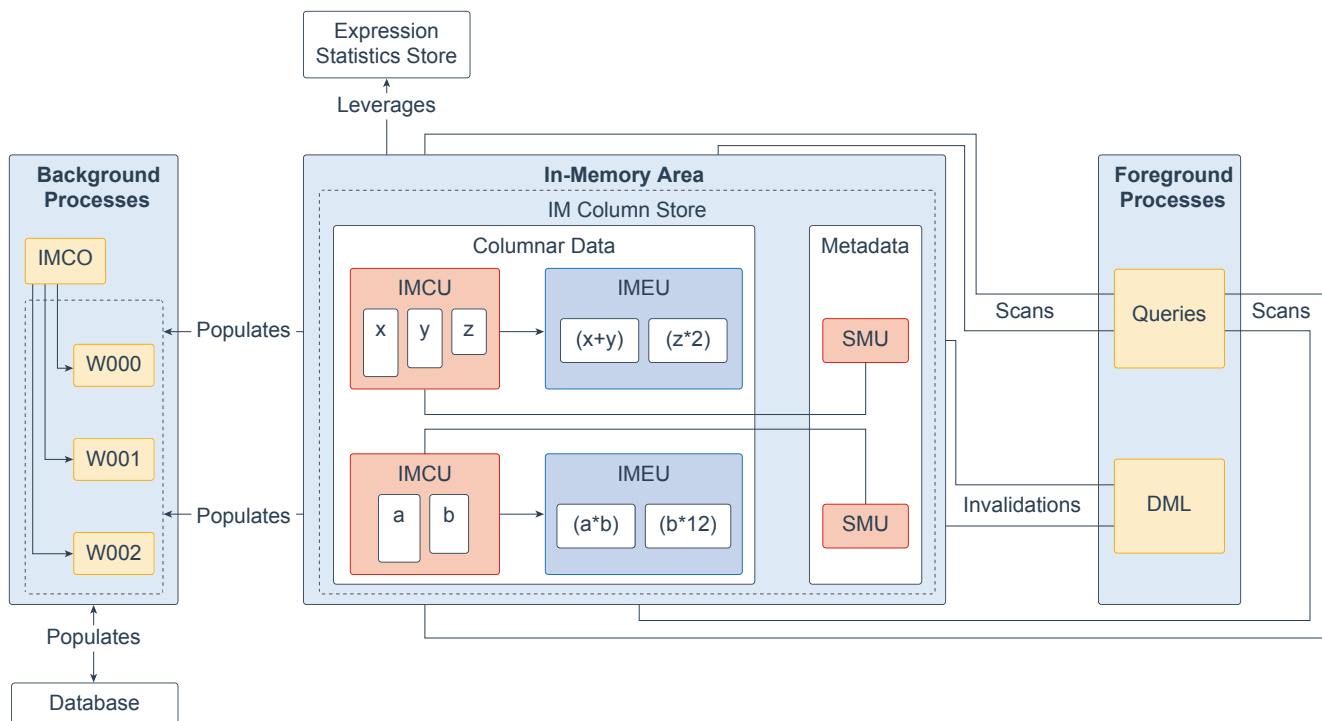 Expression
Statistics Store
Leverages
Background
Processes
IMCO
W000
W001
W002
Populates
Database
Populates
Populates
In-Memory Area
IM Column Store
Columnar Data
IMCU
x
y
z
IMEU
(x+y)
(z*2)
IMCU
a
b
IMEU
(a*b)
(b*12)
Metadata
SMU
SMU
Scans
Invalidations
Foreground
Processes
Queries
DML
Scans